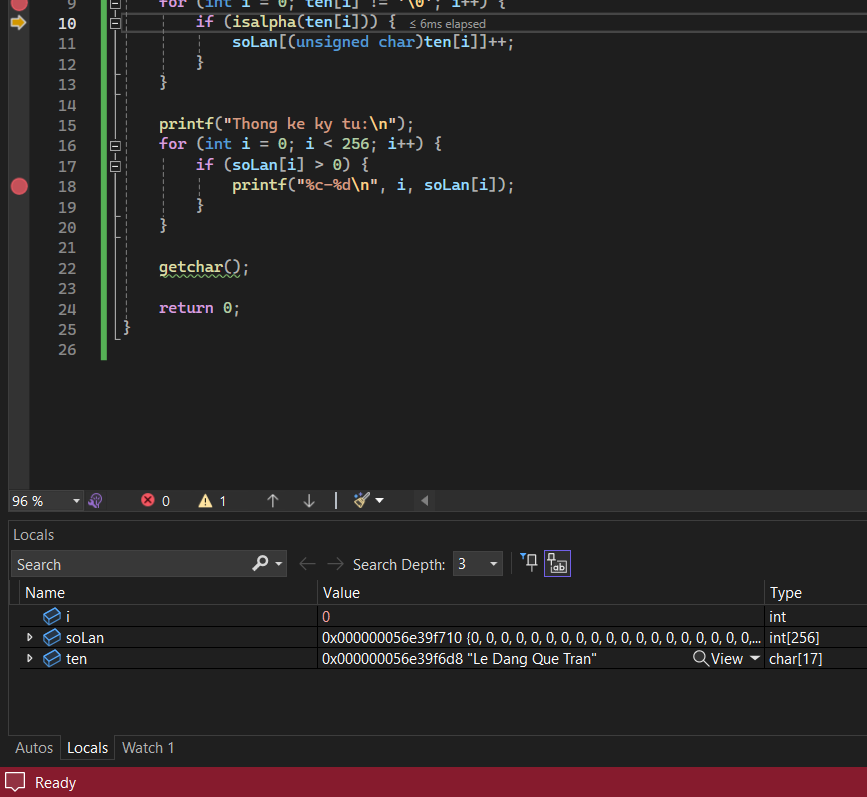 9 for (int i = 0; ten[i] != '\0'; i++) {
10 if (isalpha(ten[i])) { ≤ 6ms elapsed
11 soLan[(unsigned char)ten[i]]++;
12 }
13 }
14
15 printf("Thong ke ky tu:\n");
16 for (int i = 0; i < 256; i++) {
17 if (soLan[i] > 0) {
18 printf("%c-%d\n", i, soLan[i]);
19 }
20 }
21
22 getchar();
23
24 return 0;
25 }
26
96 % 0 1
Locals
Search Search Depth: 3
Name Value Type
i 0 int
soLan 0x000000056e39f710 {0, 0, 0, 0, 0, 0, 0, 0, 0, 0, 0, 0, 0, 0, 0, 0, 0, 0, 0,... int[256]
ten 0x000000056e39f6d8 "Le Dang Que Tran" View char[17]
Autos Locals Watch 1
Ready